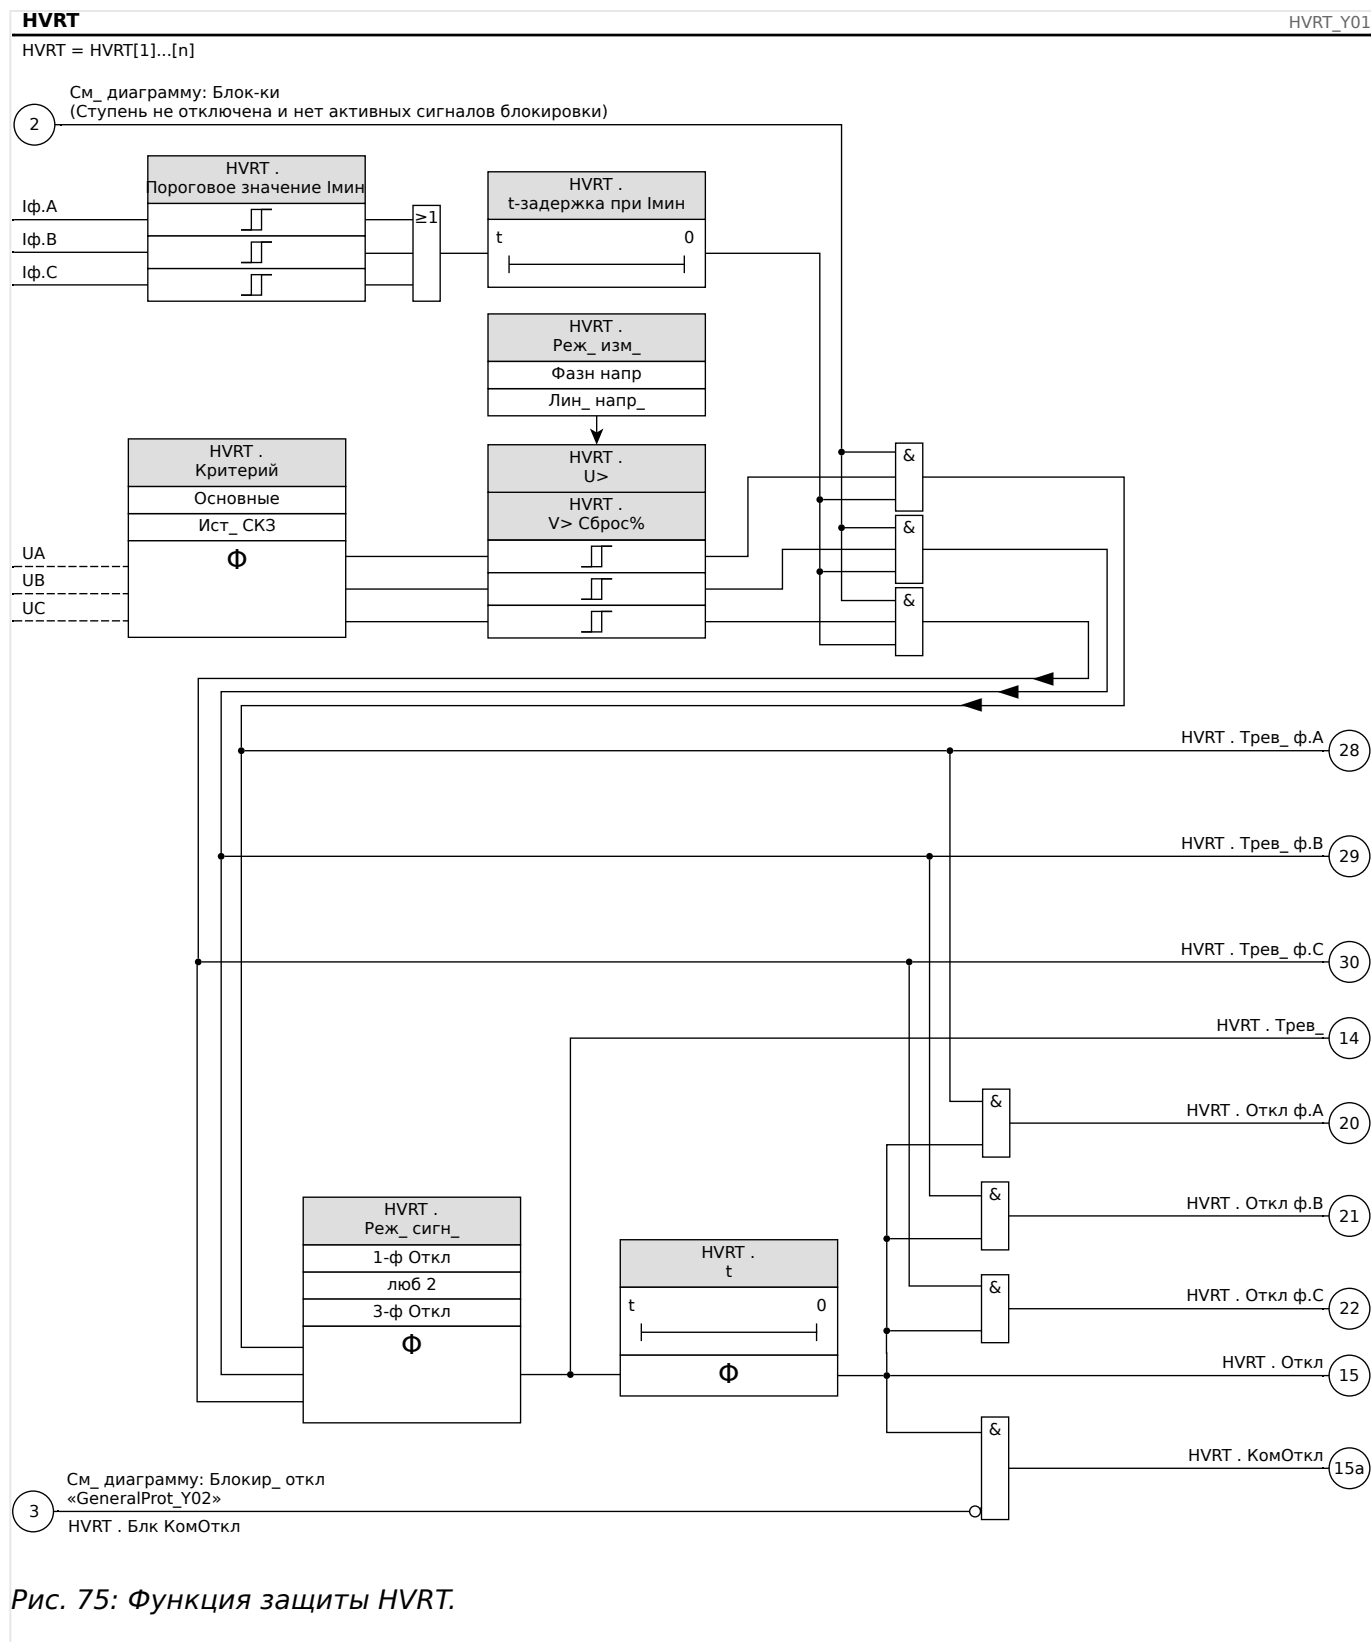 HVRT
HVRT_Y01
HVRT = HVRT[1]...[n]
См_ диаграмму: Блок-ки
(Ступень не отключена и нет активных сигналов блокировки)
2
HVRT .
Пороговое значение Iмин
HVRT .
t-задержка при Iмин
Iф.A
Iф.B
Iф.C
≥1
t 0
HVRT .
Реж_ изм_
Фазн напр
Лин_ напр_
HVRT .
Критерий
Основные
Ист_ СКЗ
Φ
HVRT .
U>
HVRT .
V> Сброс%
UA
UB
UC
&
&
&
HVRT . Трев_ ф.A
28
HVRT . Трев_ ф.B
29
HVRT . Трев_ ф.C
30
HVRT . Трев_
14
&
HVRT . Откл ф.A
20
&
HVRT . Откл ф.B
21
&
HVRT . Откл ф.C
22
HVRT .
Реж_ сигн_
1-ф Откл
люб 2
3-ф Откл
Φ
HVRT .
t
t 0
Φ
HVRT . Откл
15
&
HVRT . КомОткл
15a
См_ диаграмму: Блокир_ откл
«GeneralProt_Y02»
3
HVRT . Блк КомОткл
Рис. 75: Функция защиты HVRT.